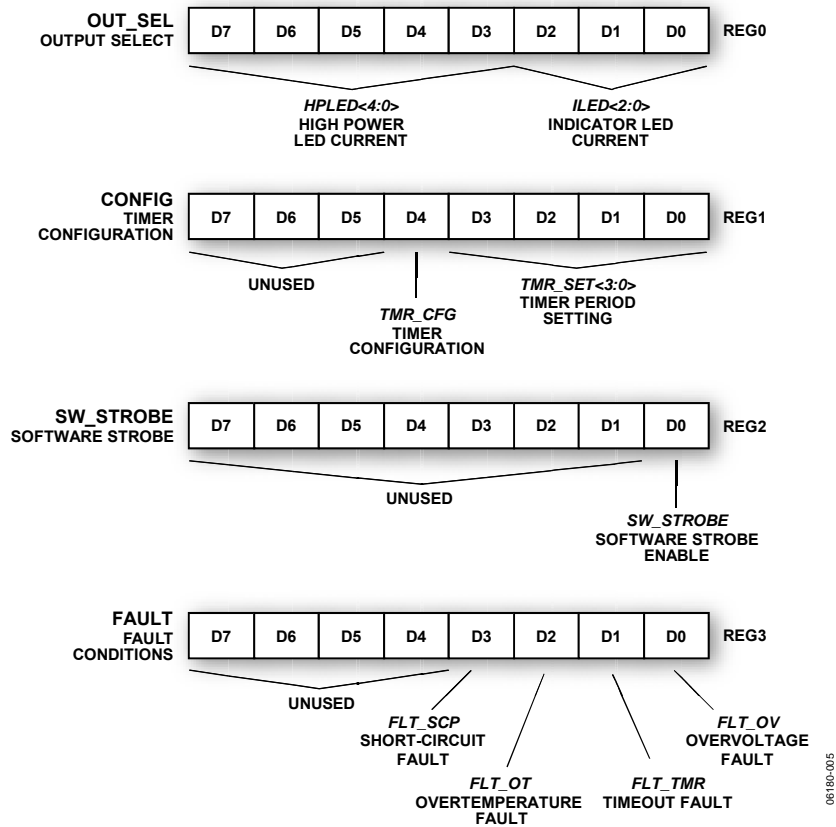 OUT_SEL
OUTPUT SELECT
D7 D6 D5 D4 D3 D2 D1 D0 REG0
HPLED<4:0>
HIGH POWER
LED CURRENT
ILED<2:0>
INDICATOR LED
CURRENT
CONFIG
TIMER
CONFIGURATION
D7 D6 D5 D4 D3 D2 D1 D0 REG1
UNUSED
TMR_CFG
TIMER
CONFIGURATION
TMR_SET<3:0>
TIMER PERIOD
SETTING
SW_STROBE
SOFTWARE STROBE
D7 D6 D5 D4 D3 D2 D1 D0 REG2
UNUSED
SW_STROBE
SOFTWARE STROBE
ENABLE
FAULT
FAULT
CONDITIONS
D7 D6 D5 D4 D3 D2 D1 D0 REG3
UNUSED
FLT_SCP
SHORT-CIRCUIT
FAULT
FLT_OT
OVERTEMPERATURE
FAULT
FLT_TMR
TIMEOUT FAULT
FLT_OV
OVERVOLTAGE
FAULT
06180-005